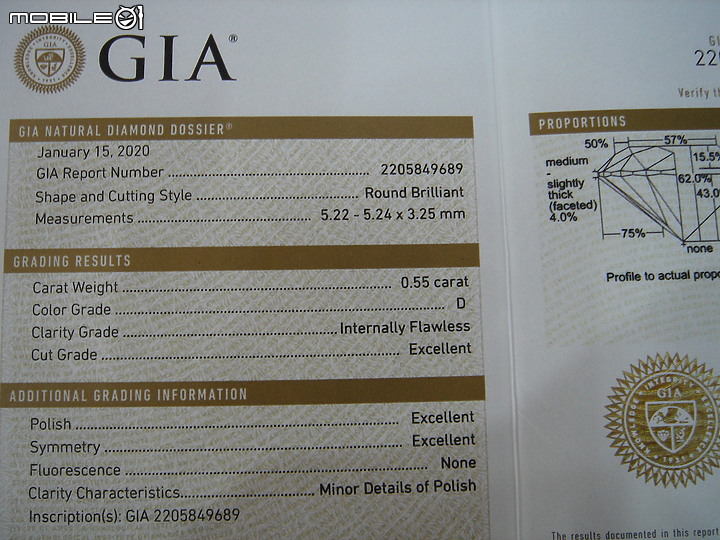 MOBILE01
GIA®
GIA NATURAL DIAMOND DOSSIER®
January 15, 2020
GIA Report Number 2205849689
Shape and Cutting Style Round Brilliant
Measurements 5.22 - 5.24 x 3.25 mm
GRADING RESULTS
Carat Weight 0.55 carat
Color Grade D
Clarity Grade Internally Flawless
Cut Grade Excellent
ADDITIONAL GRADING INFORMATION
Polish Excellent
Symmetry Excellent
Fluorescence None
Clarity Characteristics Minor Details of Polish
Inscription(s): GIA 2205849689
220
Verify
PROPORTIONS
50% 57%
15.5%
medium
-
slightly
thick
(faceted)
4.0%
62.0%
43.0
75%
none
Profile to actual
GIA
1931
The results documented in this report